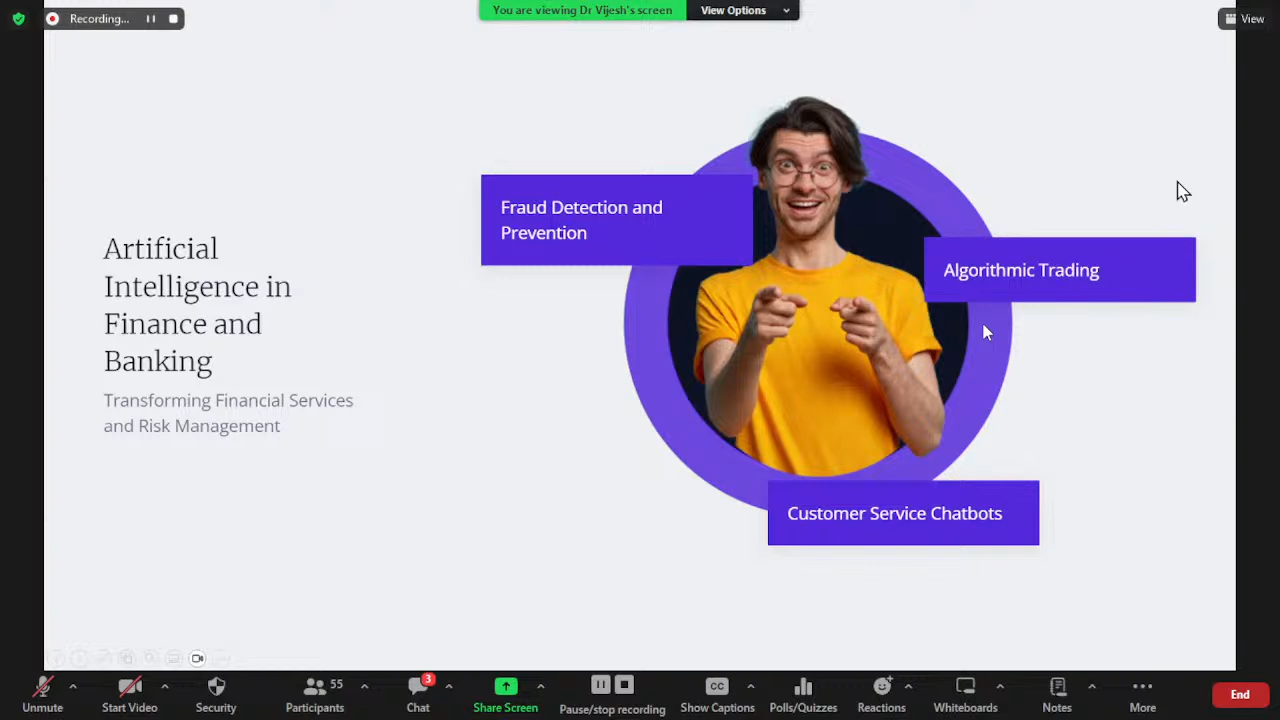 Recording...
You are viewing Dr Vijesh's screen
View Options
View
Fraud Detection and
Prevention
Algorithmic Trading
Artificial
Intelligence in
Finance and
Banking
Transforming Financial Services
and Risk Management
Customer Service Chatbots
Unmute
Start Video
Security
55
Participants
3
Chat
Share Screen
Pause/stop recording
CC
Show Captions
Polls/Quizzes
Reactions
Whiteboards
Notes
More
End